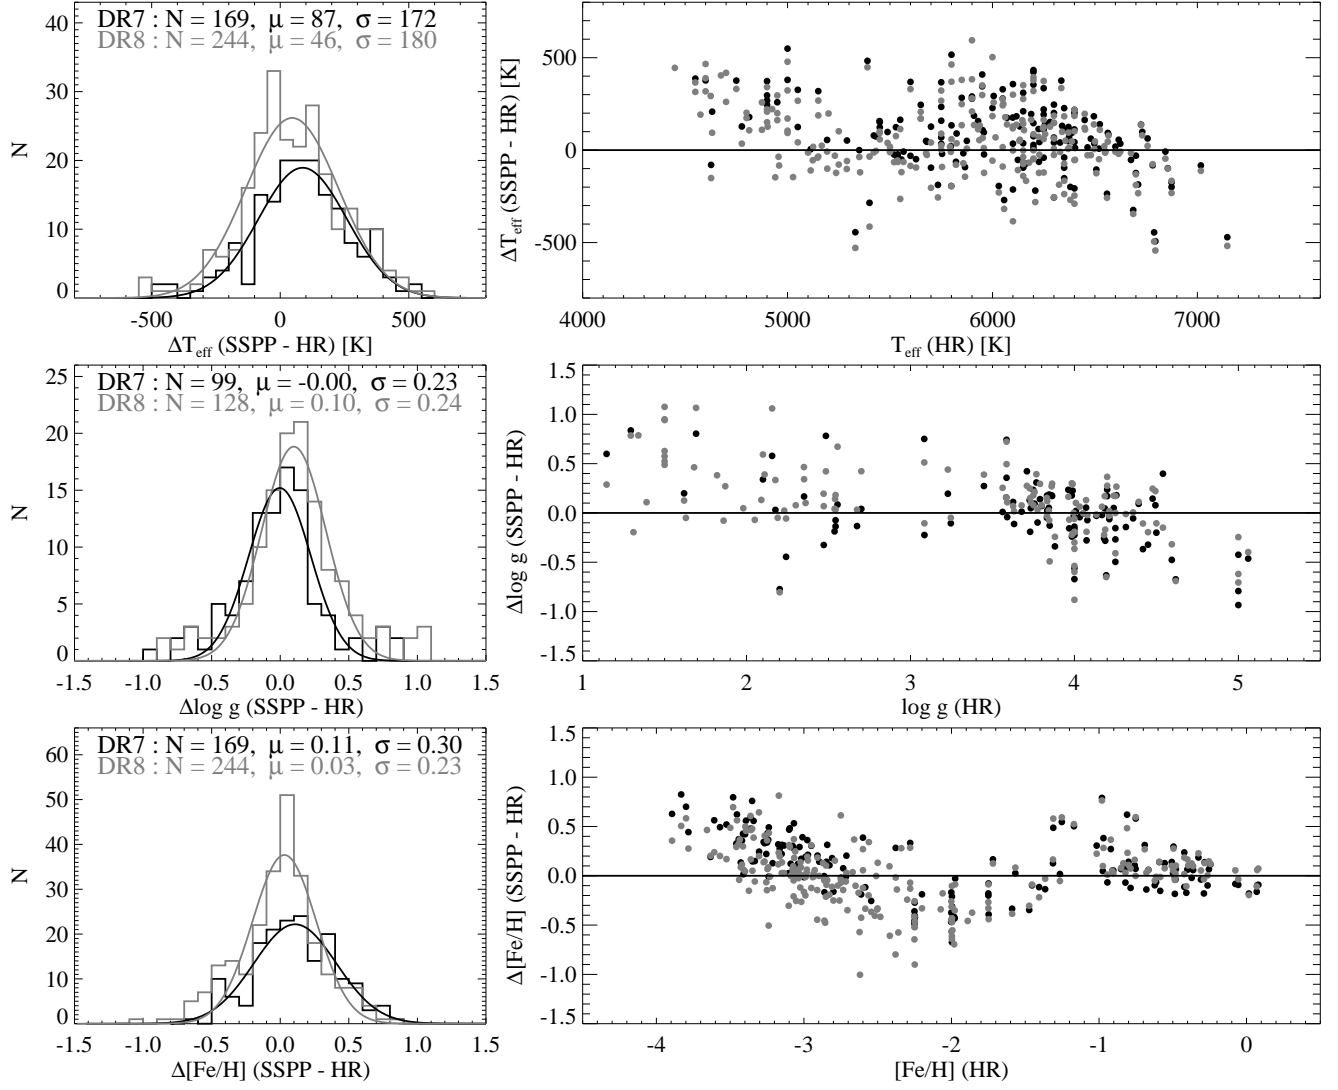 DR7 : N = 169, μ = 87, σ = 172
DR8 : N = 244, μ = 46, σ = 180
40
30
20
10
0
N
-500 0 500
ΔT_eff (SSPP - HR) [K]
500
0
-500
ΔT_eff (SSPP - HR) [K]
4000 5000 6000 7000
T_eff (HR) [K]
DR7 : N = 99, μ = -0.00, σ = 0.23
DR8 : N = 128, μ = 0.10, σ = 0.24
25
20
15
10
5
0
N
-1.5 -1.0 -0.5 0.0 0.5 1.0 1.5
Δlog g (SSPP - HR)
1.5
1.0
0.5
0.0
-0.5
-1.0
-1.5
Δlog g (SSPP - HR)
1 2 3 4 5
log g (HR)
DR7 : N = 169, μ = 0.11, σ = 0.30
DR8 : N = 244, μ = 0.03, σ = 0.23
60
50
40
30
20
10
0
N
-1.5 -1.0 -0.5 0.0 0.5 1.0 1.5
Δ[Fe/H] (SSPP - HR)
1.5
1.0
0.5
0.0
-0.5
-1.0
-1.5
Δ[Fe/H] (SSPP - HR)
-4 -3 -2 -1 0
[Fe/H] (HR)